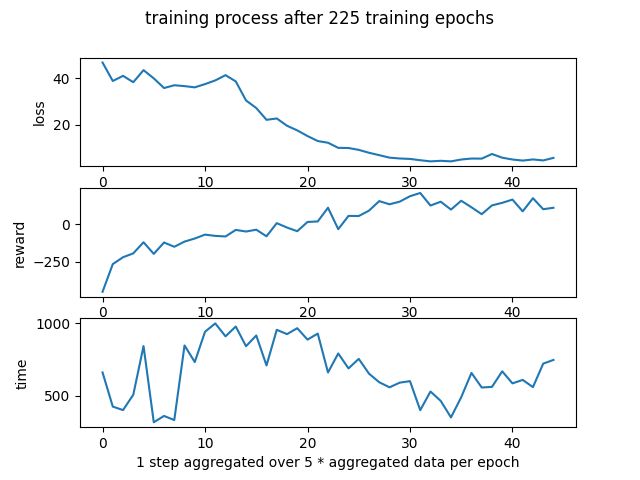 training process after 225 training epochs
40
20
loss
0 10 20 30 40
0
−250
reward
0 10 20 30 40
1000
500
time
0 10 20 30 40
1 step aggregated over 5 * aggregated data per epoch